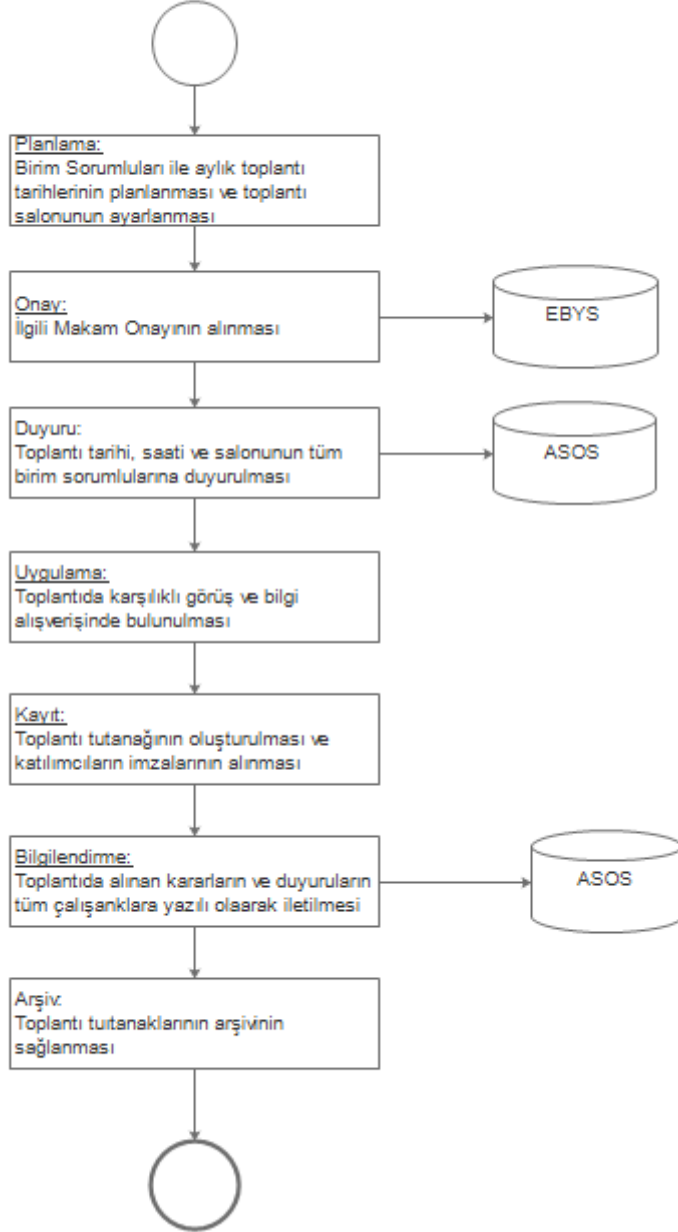 Planlama:
Birim Sorumluları ile aylık toplantı
tarihlerinin planlanması ve toplantı
salonunun ayarlanması
Onay:
İlgili Makam Onayının alınması
EBYS
Duyuru:
Toplantı tarihi, saati ve salonunun tüm
birim sorumlularına duyurulması
ASOS
Uygulama:
Toplantıda karşılıklı görüş ve bilgi
alışverişinde bulunulması
Kayıt:
Toplantı tutanağının oluşturulması ve
katılımcıların imzalarının alınması
Bilgilendirme:
Toplantıda alınan kararların ve duyuruların
tüm çalışanklara yazılı olaarak iletilmesi
ASOS
Arşiv:
Toplantı tuıtanaklarının arşivinin
sağlanması